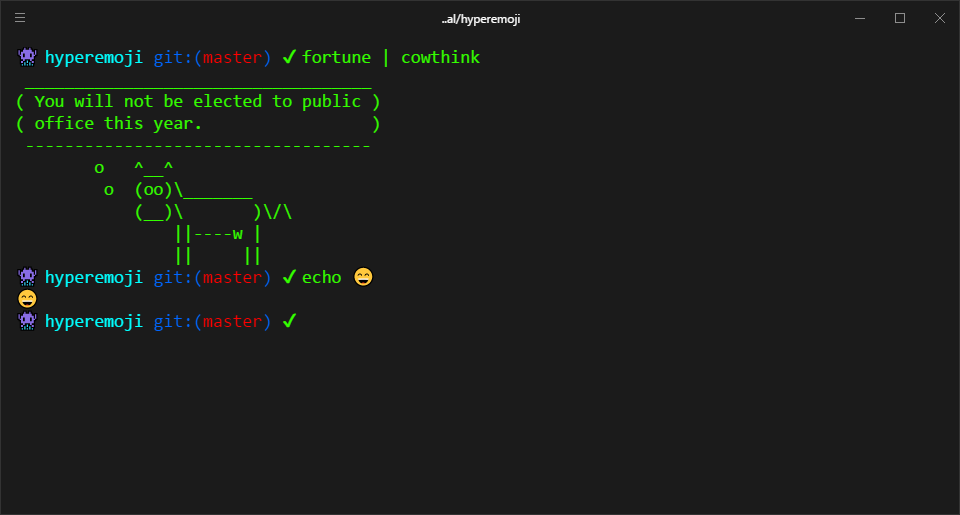 ..al/hyperemoji
👾 hyperemoji git:(master) ✔ fortune | cowthink
 ___________________________________
( You will not be elected to public )
( office this year.                 )
 -----------------------------------
        o   ^__^
         o  (oo)\_______
            (__)\       )\/\
                ||----w |
                ||     ||
👾 hyperemoji git:(master) ✔ echo 😄
😄
👾 hyperemoji git:(master) ✔